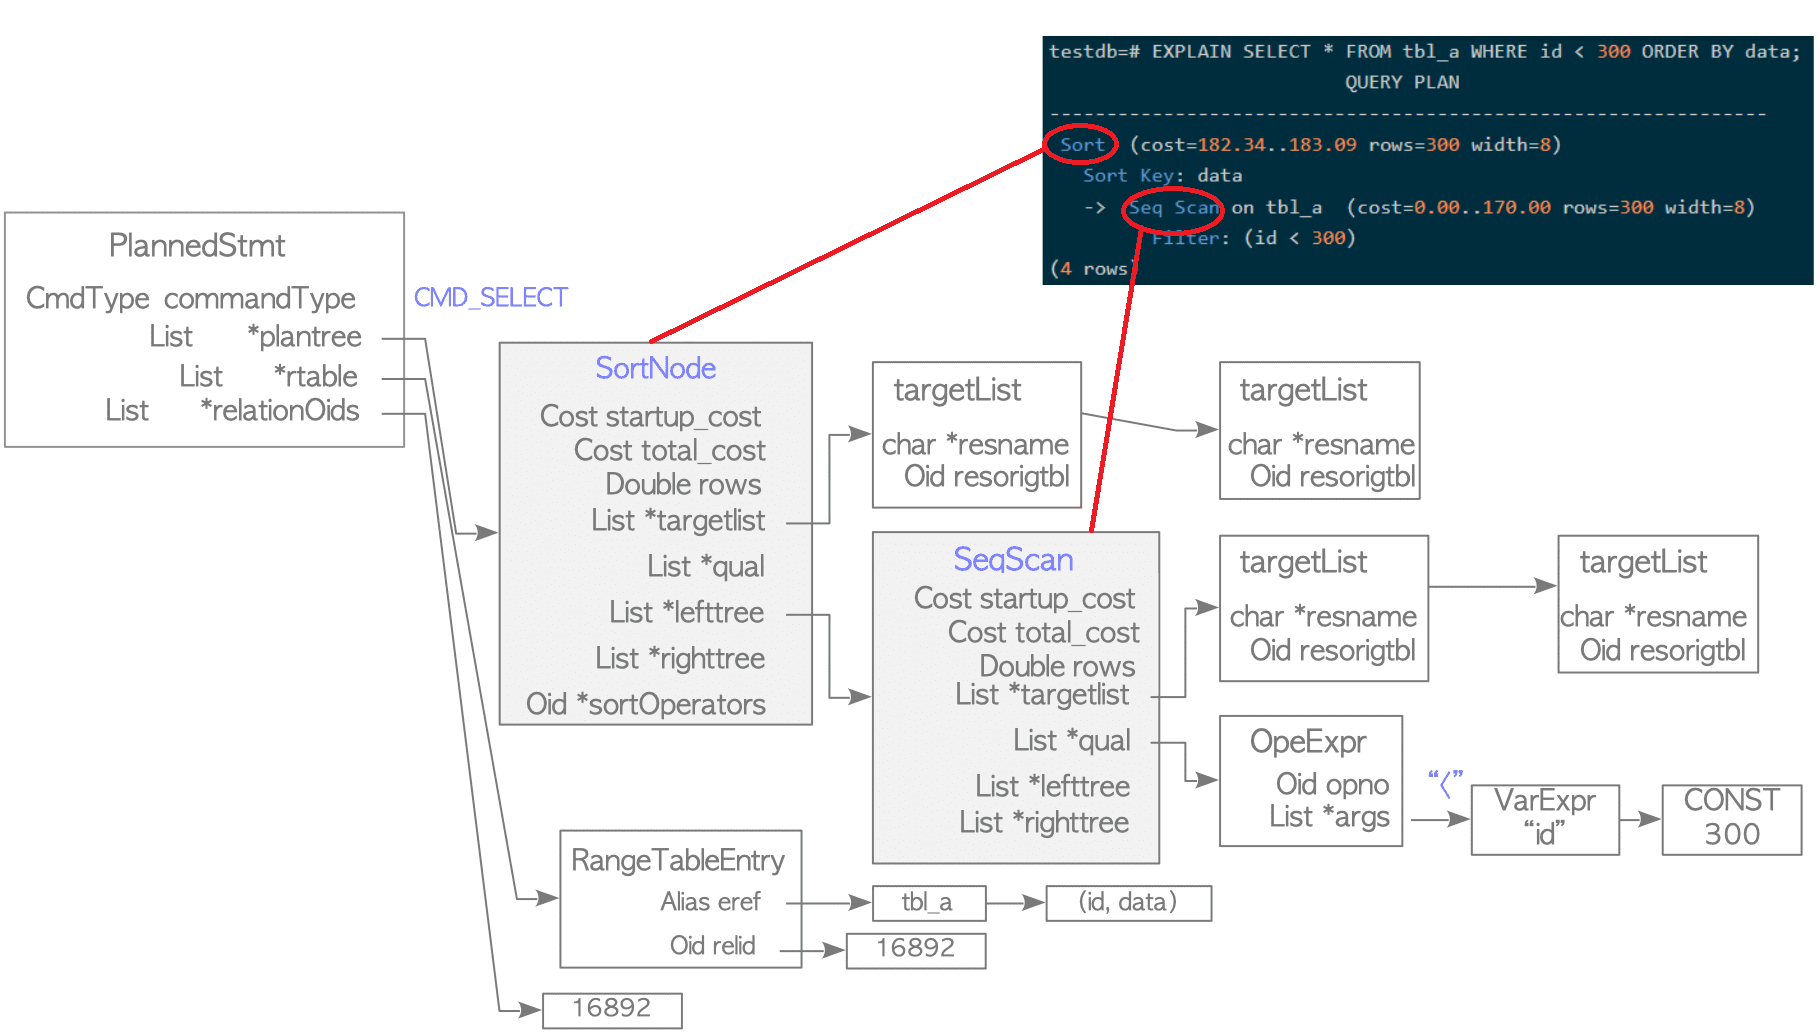 testdb=# EXPLAIN SELECT * FROM tbl_a WHERE id < 300 ORDER BY data;
QUERY PLAN
---------------------------------------------------------------
Sort (cost=182.34..183.09 rows=300 width=8)
Sort Key: data
-> Seq Scan on tbl_a (cost=0.00..170.00 rows=300 width=8)
Filter: (id < 300)
(4 rows)
PlannedStmt
CmdType commandType
CMD_SELECT
List *plantree
List *rtable
List *relationOids
SortNode
Cost startup_cost
Cost total_cost
Double rows
List *targetlist
List *qual
List *lefttree
List *righttree
Oid *sortOperators
targetList
char *resname
Oid resorigtbl
targetList
char *resname
Oid resorigtbl
SeqScan
Cost startup_cost
Cost total_cost
Double rows
List *targetlist
List *qual
List *lefttree
List *righttree
targetList
char *resname
Oid resorigtbl
targetList
char *resname
Oid resorigtbl
OpeExpr
Oid opno
List *args
“<”
VarExpr
“id”
CONST
300
RangeTableEntry
Alias eref
Oid relid
tbl_a
(id, data)
16892
16892